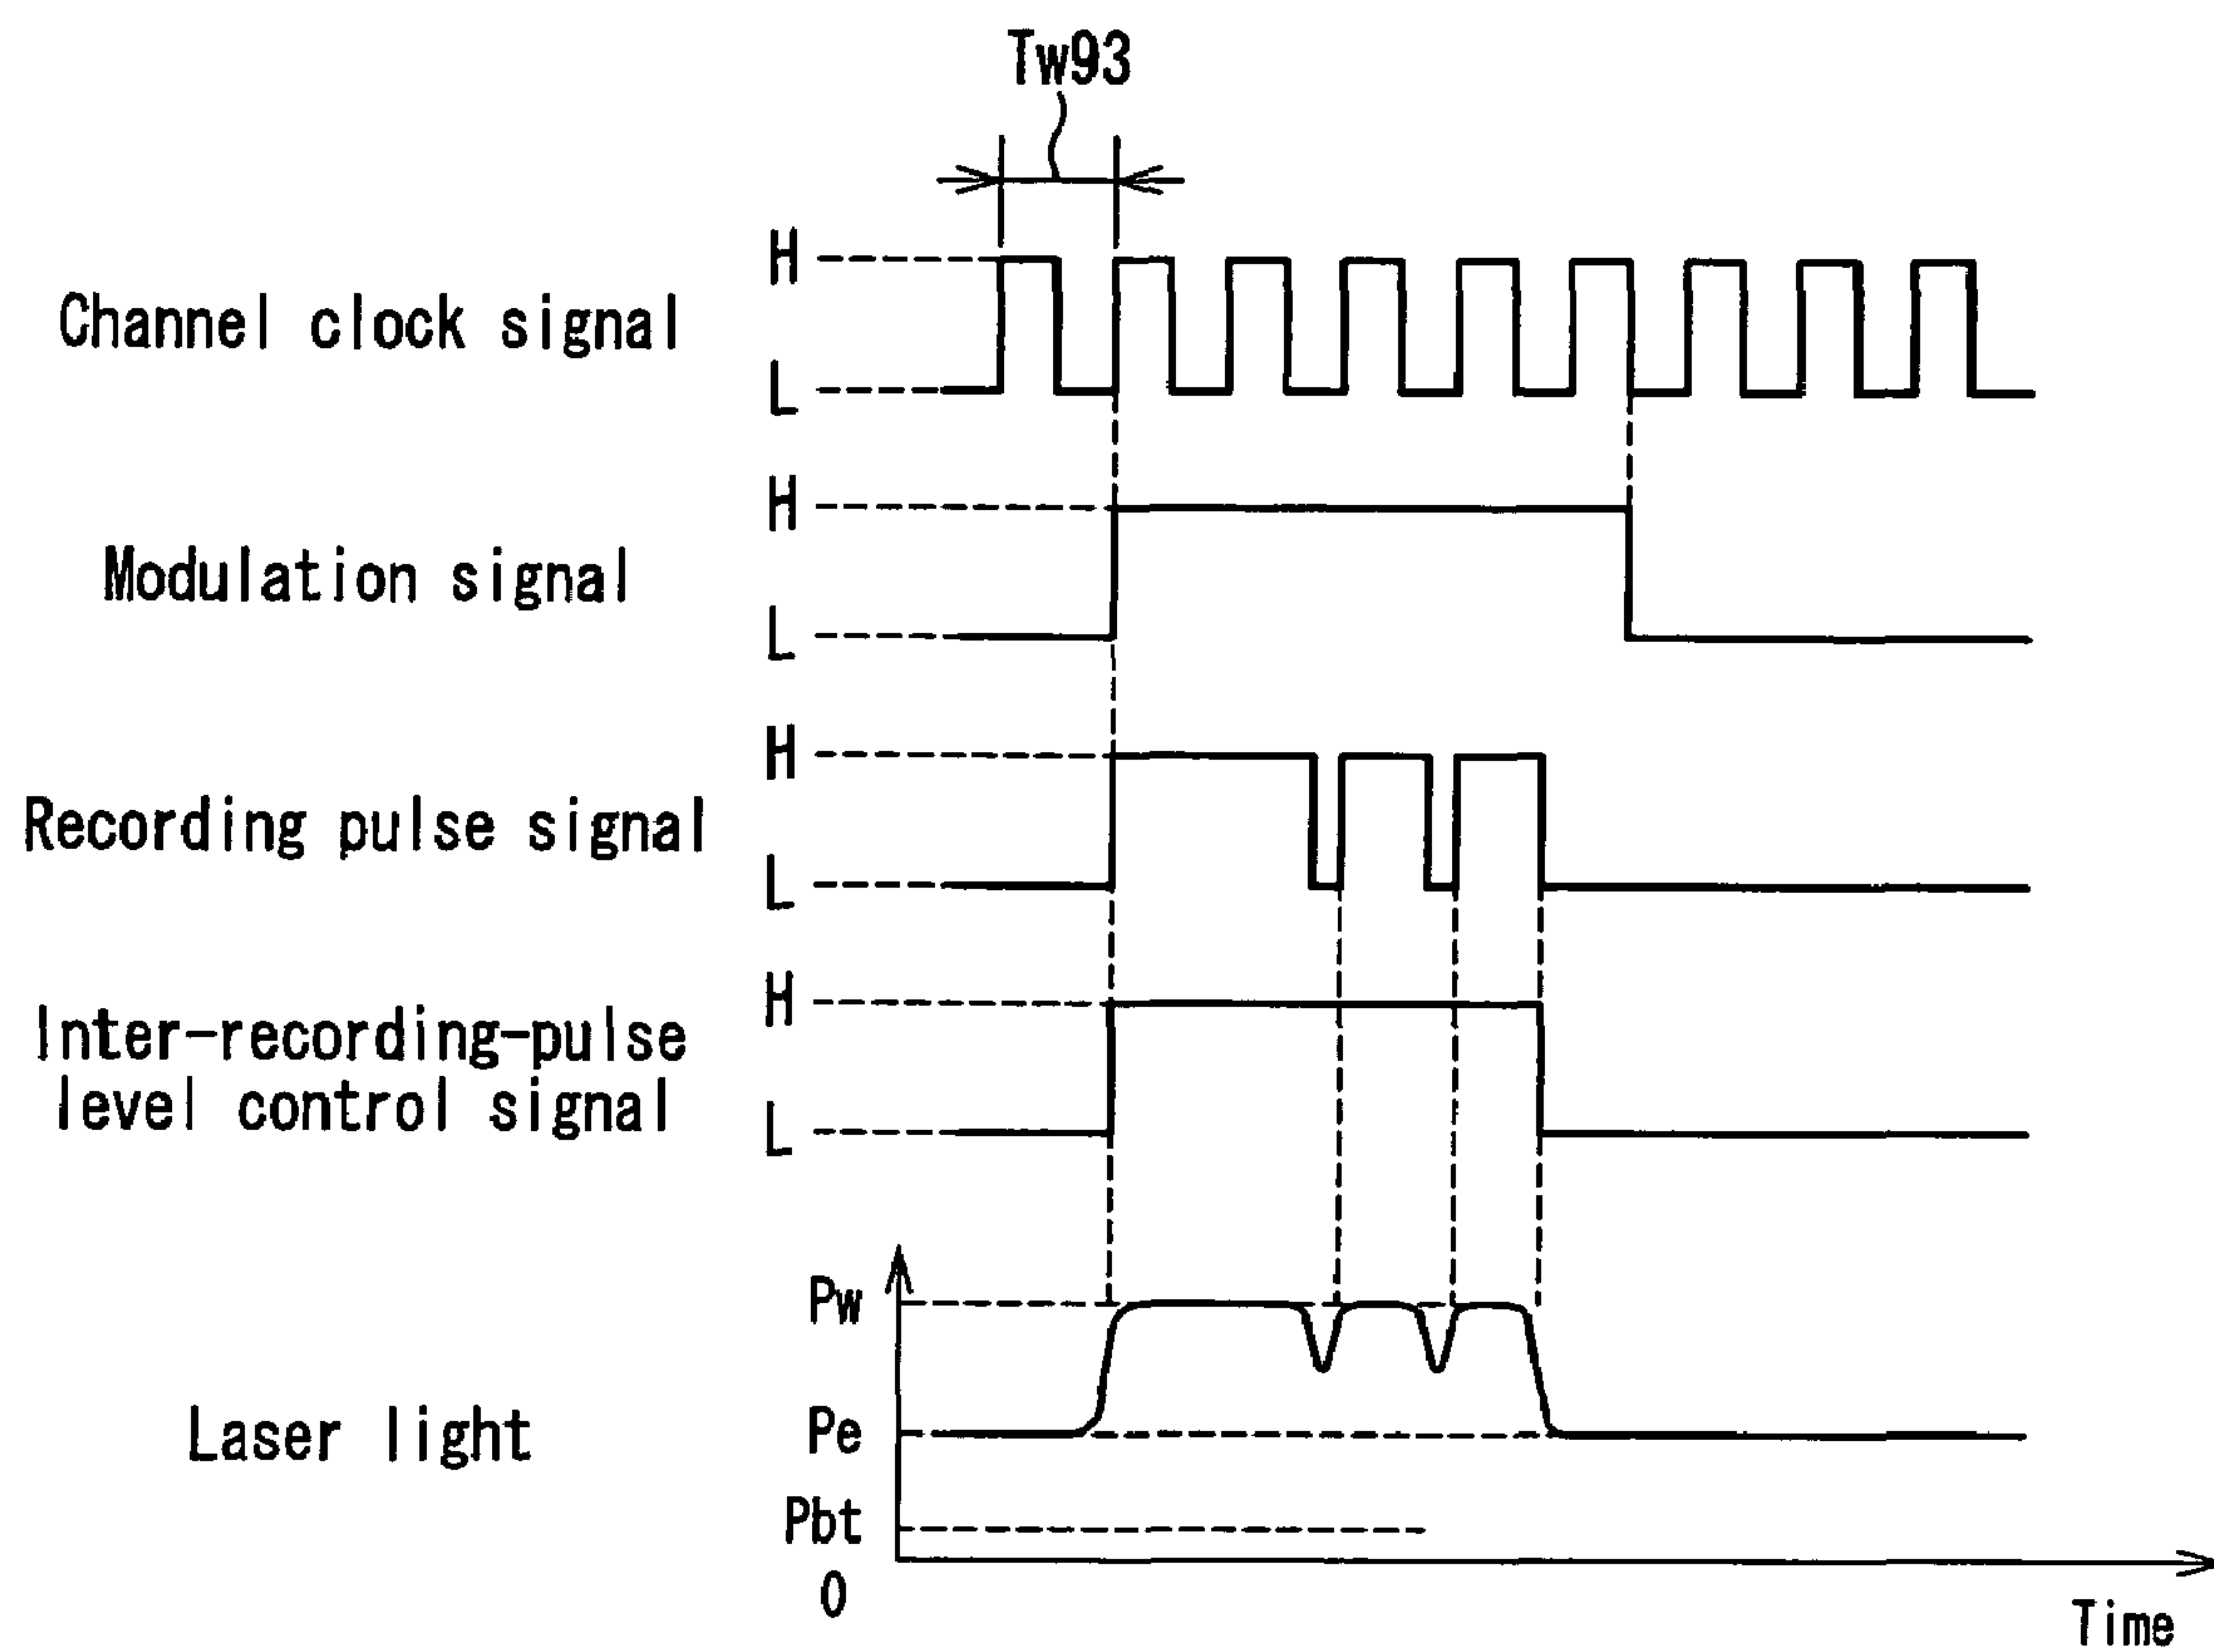 Tw93
H
Channel clock signal
L
H
Modulation signal
L
H
Recording pulse signal
L
H
Inter-recording-pulse
level control signal
L
Pw
Pe
Laser light
Pbt
0
Time